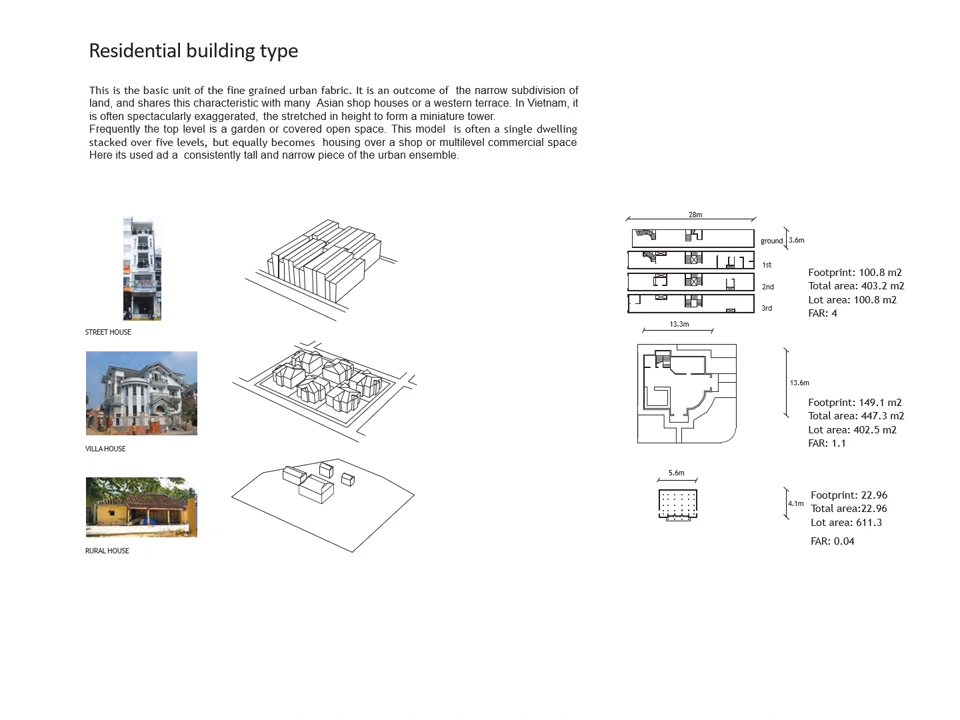 Residential building type
This is the basic unit of the fine grained urban fabric. It is an outcome of the narrow subdivision of
land, and shares this characteristic with many Asian shop houses or a western terrace. In Vietnam, it
is often spectacularly exaggerated, the stretched in height to form a miniature tower.
Frequently the top level is a garden or covered open space. This model is often a single dwelling
stacked over five levels, but equally becomes housing over a shop or multilevel commercial space
Here its used ad a consistently tall and narrow piece of the urban ensemble.
28m
ground
3.6m
1st
2nd
3rd
Footprint: 100.8 m2
Total area: 403.2 m2
Lot area: 100.8 m2
FAR: 4
STREET HOUSE
13.3m
13.6m
Footprint: 149.1 m2
Total area: 447.3 m2
Lot area: 402.5 m2
FAR: 1.1
VILLA HOUSE
5.6m
4.1m
Footprint: 22.96
Total area:22.96
Lot area: 611.3
FAR: 0.04
RURAL HOUSE